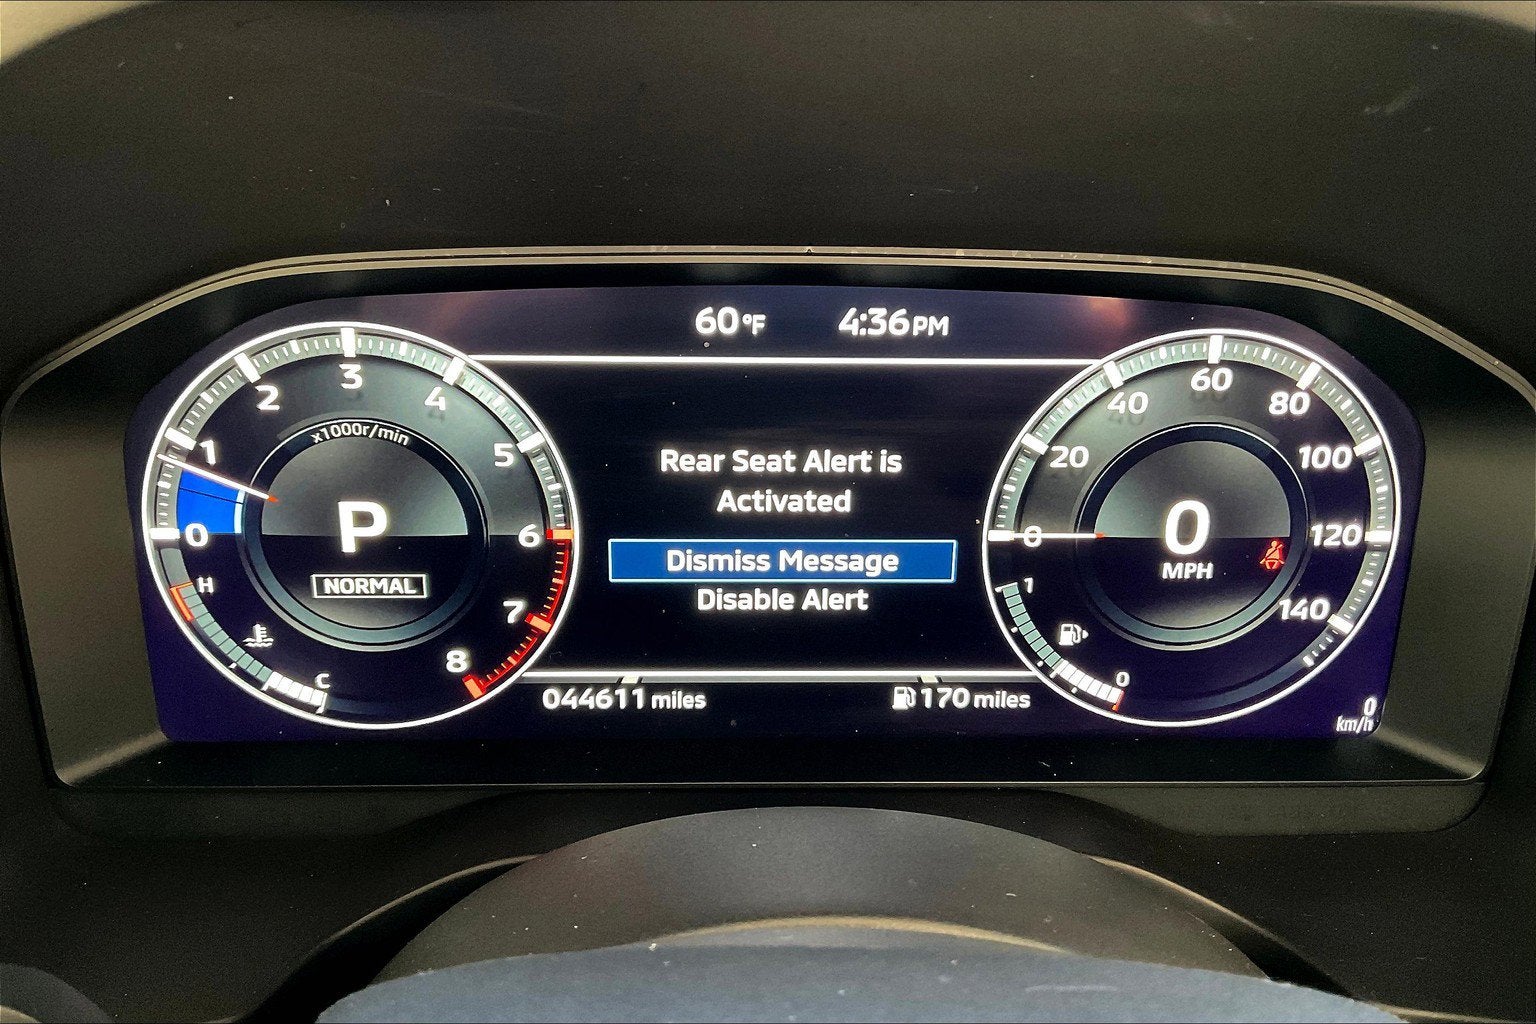 60°F 4:36PM
0 1 2 3 4 5 6 7 8
x1000r/min
P
NORMAL
H
C
Rear Seat Alert is
Activated
Dismiss Message
Disable Alert
0 20 40 60 80 100 120 140
0
MPH
1
0
044611 miles
170 miles
0
km/h